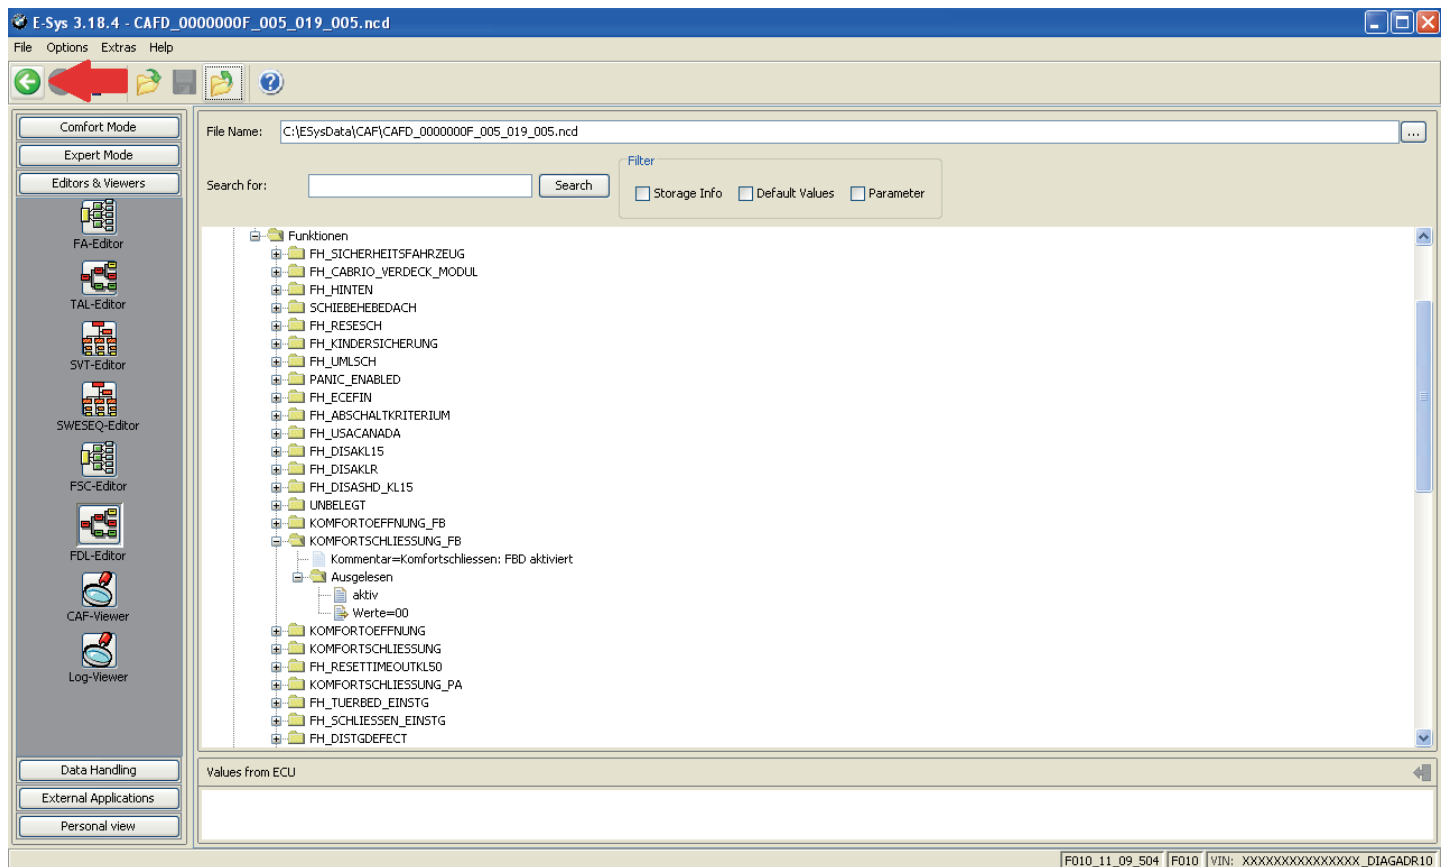 E-Sys 3.18.4 - CAFD_0000000F_005_019_005.ncd
File Options Extras Help
Comfort Mode
Expert Mode
Editors & Viewers
FA-Editor
TAL-Editor
SVT-Editor
SWESEQ-Editor
FSC-Editor
FDL-Editor
CAF-Viewer
Log-Viewer
Data Handling
External Applications
Personal view
File Name: C:\ESysData\CAF\CAFD_0000000F_005_019_005.ncd ...
Search for: Search
Filter
Storage Info Default Values Parameter
Funktionen
FH_SICHERHEITSFAHRZEUG
FH_CABRIO_VERDECK_MODUL
FH_HINTEN
SCHIEBEHEBEDACH
FH_RESESCH
FH_KINDERSICHERUNG
FH_UMLSCH
PANIC_ENABLED
FH_ECEFIN
FH_ABSCHALTKRITERIUM
FH_USACANADA
FH_DISAKL15
FH_DISAKLR
FH_DISASHD_KL15
UNBELEGT
KOMFORTOEFFNUNG_FB
KOMFORTSCHLIESSUNG_FB
Kommentar=Komfortschliessen: FBD aktiviert
Ausgelesen
aktiv
Werte=00
KOMFORTOEFFNUNG
KOMFORTSCHLIESSUNG
FH_RESETTIMEOUTKL50
KOMFORTSCHLIESSUNG_PA
FH_TUERBED_EINSTG
FH_SCHLIESSEN_EINSTG
FH_DISTGDEFECT
Values from ECU
F010_11_09_504 F010 VIN: XXXXXXXXXXXXXXX_DIAGADR10